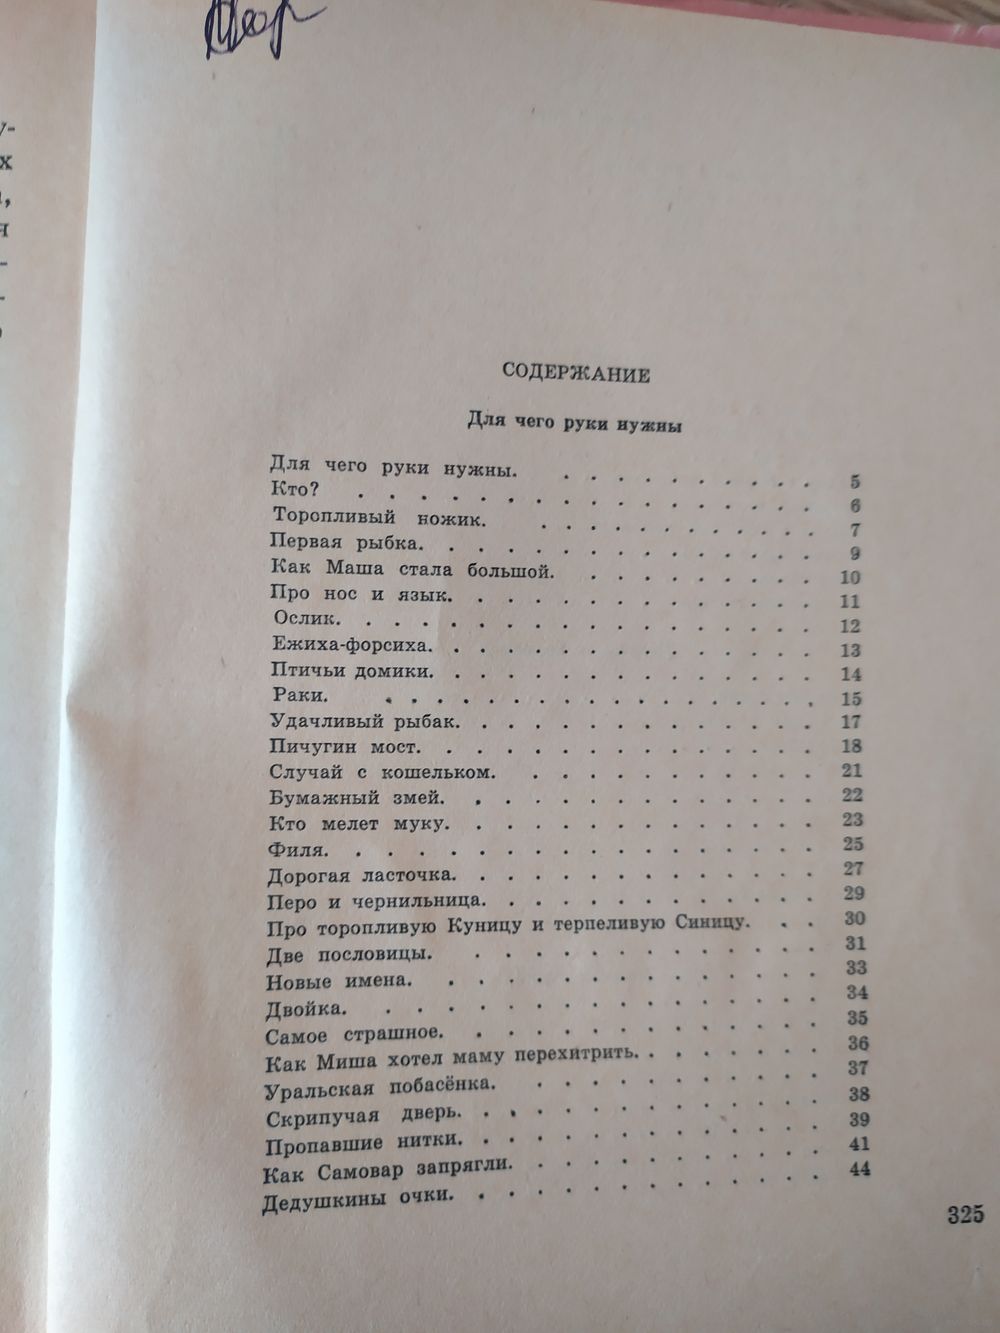 СОДЕРЖАНИЕ
Для чего руки нужны
Для чего руки нужны. . . . . . . . . . . 5
Кто? . . . . . . . . . . . . . . . 6
Торопливый ножик. . . . . . . . . . . . 7
Первая рыбка. . . . . . . . . . . . . . 9
Как Маша стала большой. . . . . . . . . . 10
Про нос и язык. . . . . . . . . . . . . 11
Ослик. . . . . . . . . . . . . . . . 12
Ежиха-форсиха. . . . . . . . . . . . . 13
Птичьи домики. . . . . . . . . . . . . 14
Раки. . . . . . . . . . . . . . . . 15
Удачливый рыбак. . . . . . . . . . . . 17
Пичугин мост. . . . . . . . . . . . . 18
Случай с кошельком. . . . . . . . . . . 21
Бумажный змей. . . . . . . . . . . . . 22
Кто мелет муку. . . . . . . . . . . . . 23
Филя. . . . . . . . . . . . . . . . 25
Дорогая ласточка. . . . . . . . . . . . 27
Перо и чернильница. . . . . . . . . . . 29
Про торопливую Куницу и терпеливую Синицу. . . 30
Две пословицы. . . . . . . . . . . . . 31
Новые имена. . . . . . . . . . . . . . 33
Двойка. . . . . . . . . . . . . . . 34
Самое страшное. . . . . . . . . . . . . 35
Как Миша хотел маму перехитрить. . . . . . . 36
Уральская побасёнка. . . . . . . . . . . 37
Скрипучая дверь. . . . . . . . . . . . 38
Пропавшие нитки. . . . . . . . . . . . 39
Как Самовар запрягли. . . . . . . . . . . 41
Дедушкины очки. . . . . . . . . . . . . 44
325